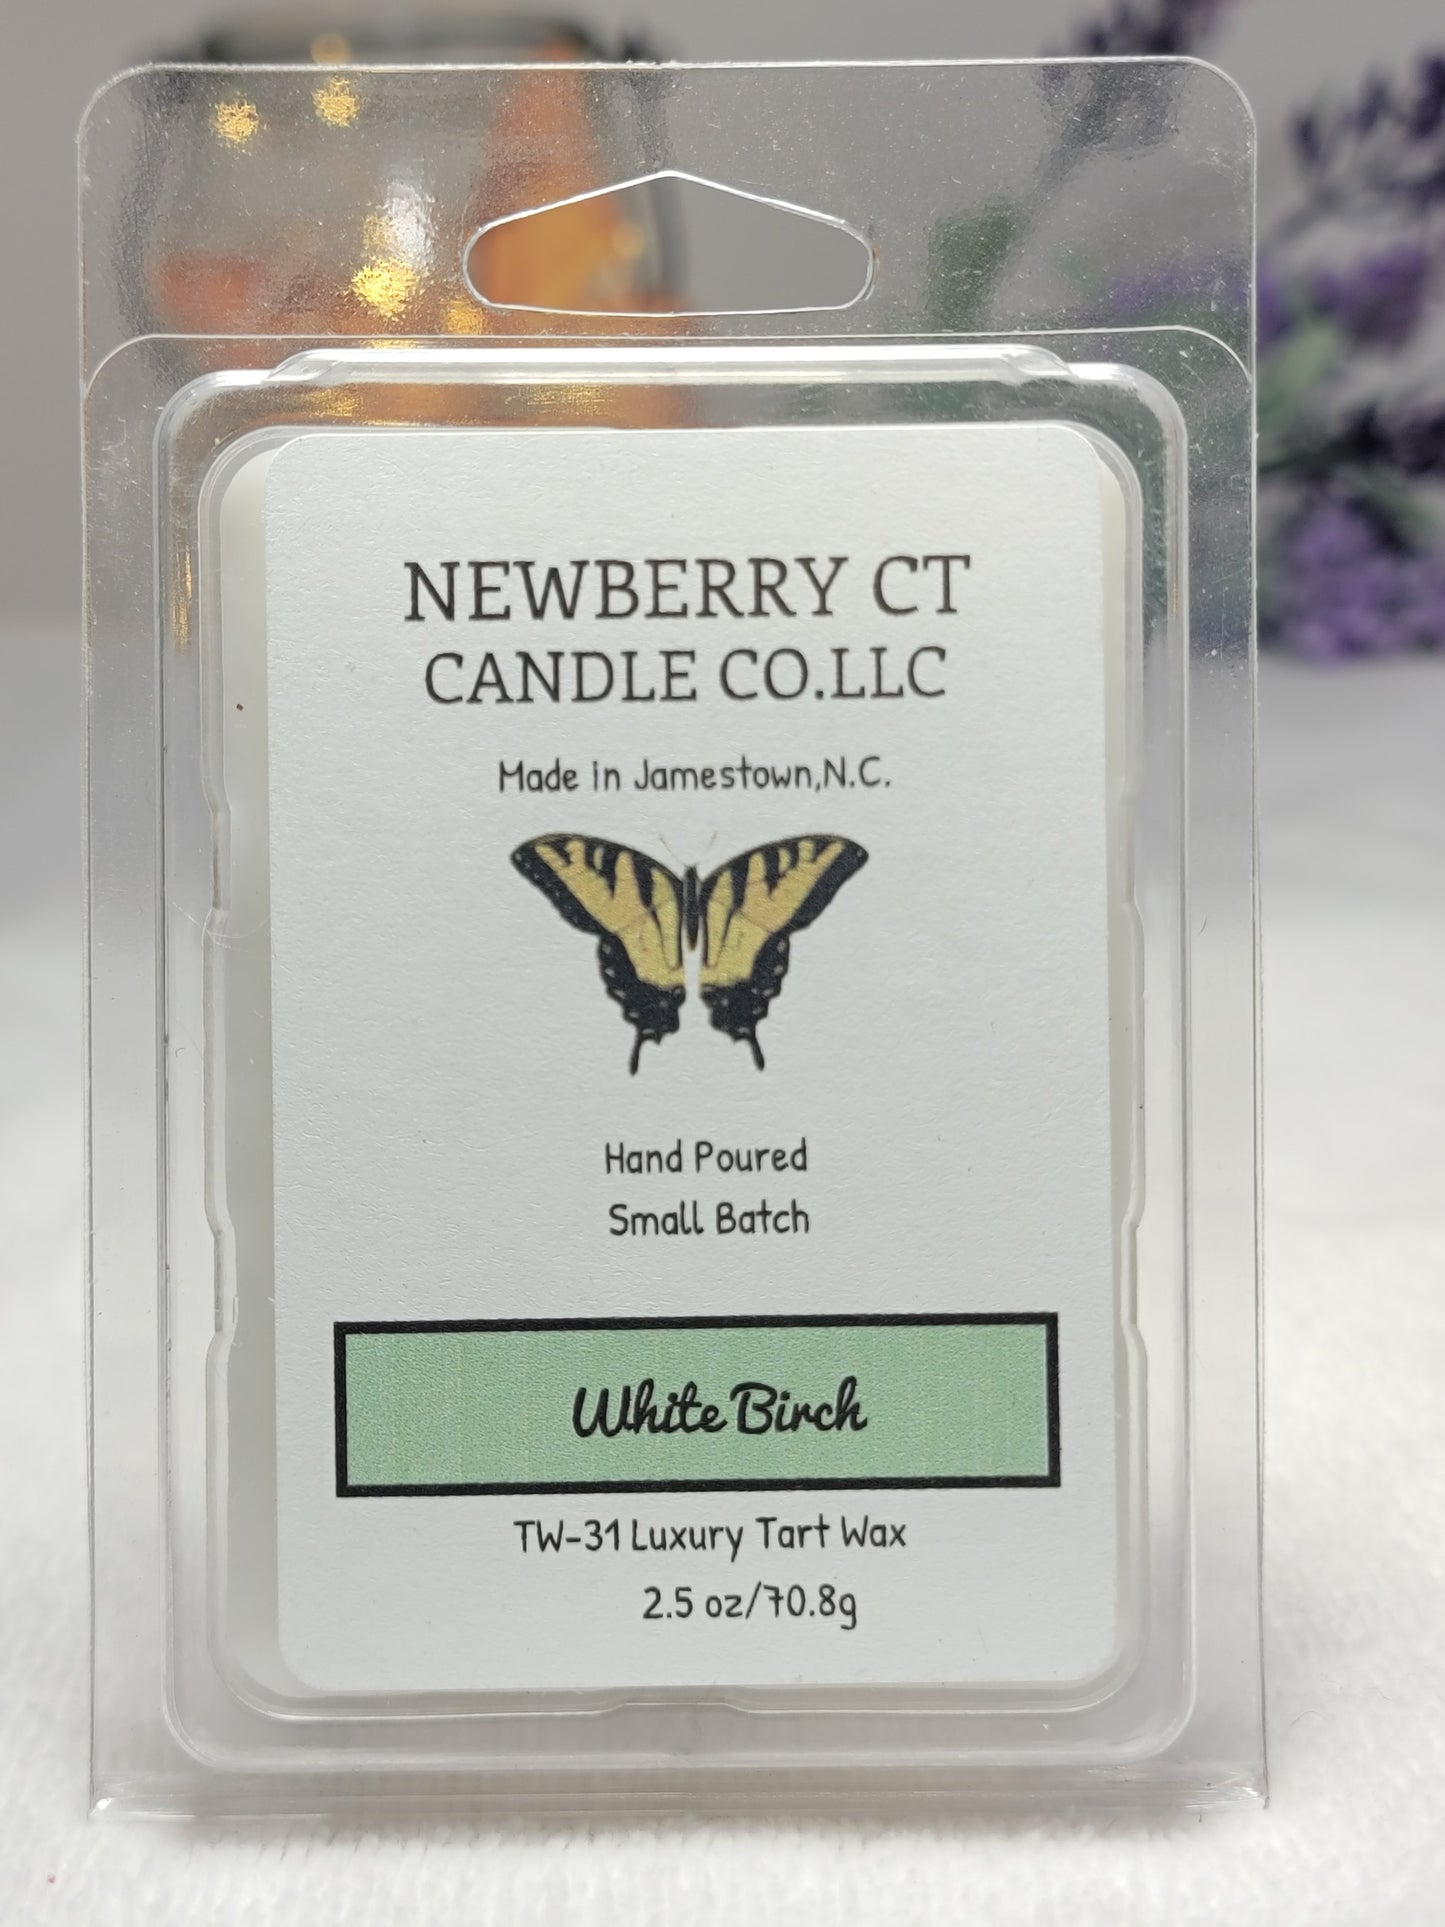 NEWBERRY CT
CANDLE CO.LLC
Made in Jamestown,N.C.
Hand Poured
Small Batch
White Birch
TW-31 Luxury Tart Wax
2.5 oz/70.8g